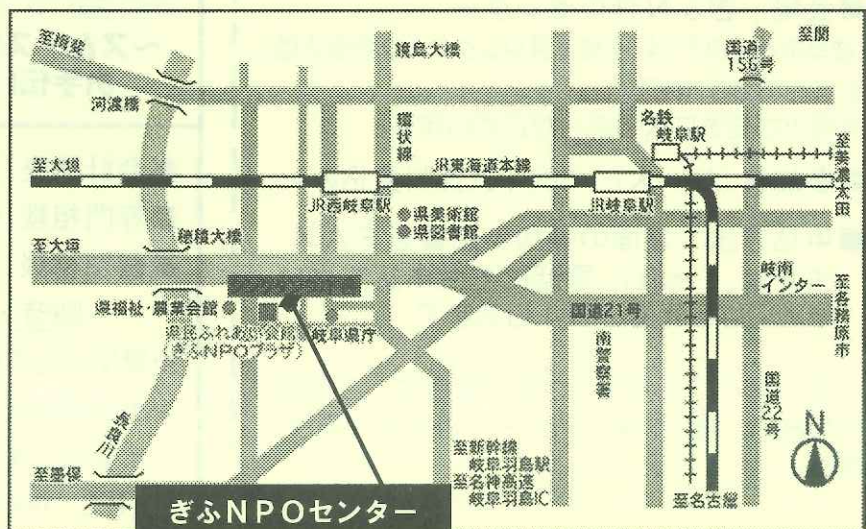 至揖斐
鏡島大橋
国道
156号
至関
河渡橋
環状線
名鉄
岐阜駅
至美濃太田
至大垣
JR東海道本線
JR西岐阜駅
JR岐阜駅
県美術館
県図書館
至大垣
穂積大橋
岐南
インター
至各務原市
県福祉・農業会館
岐阜県庁
国道21号
県民ふれあい会館
(ぎふNPOプラザ)
南警察署
国道22号
長良川
N
至墨俣
至新幹線
岐阜羽島駅
至名神高速
岐阜羽島IC
至名古屋
ぎふNPOセンター